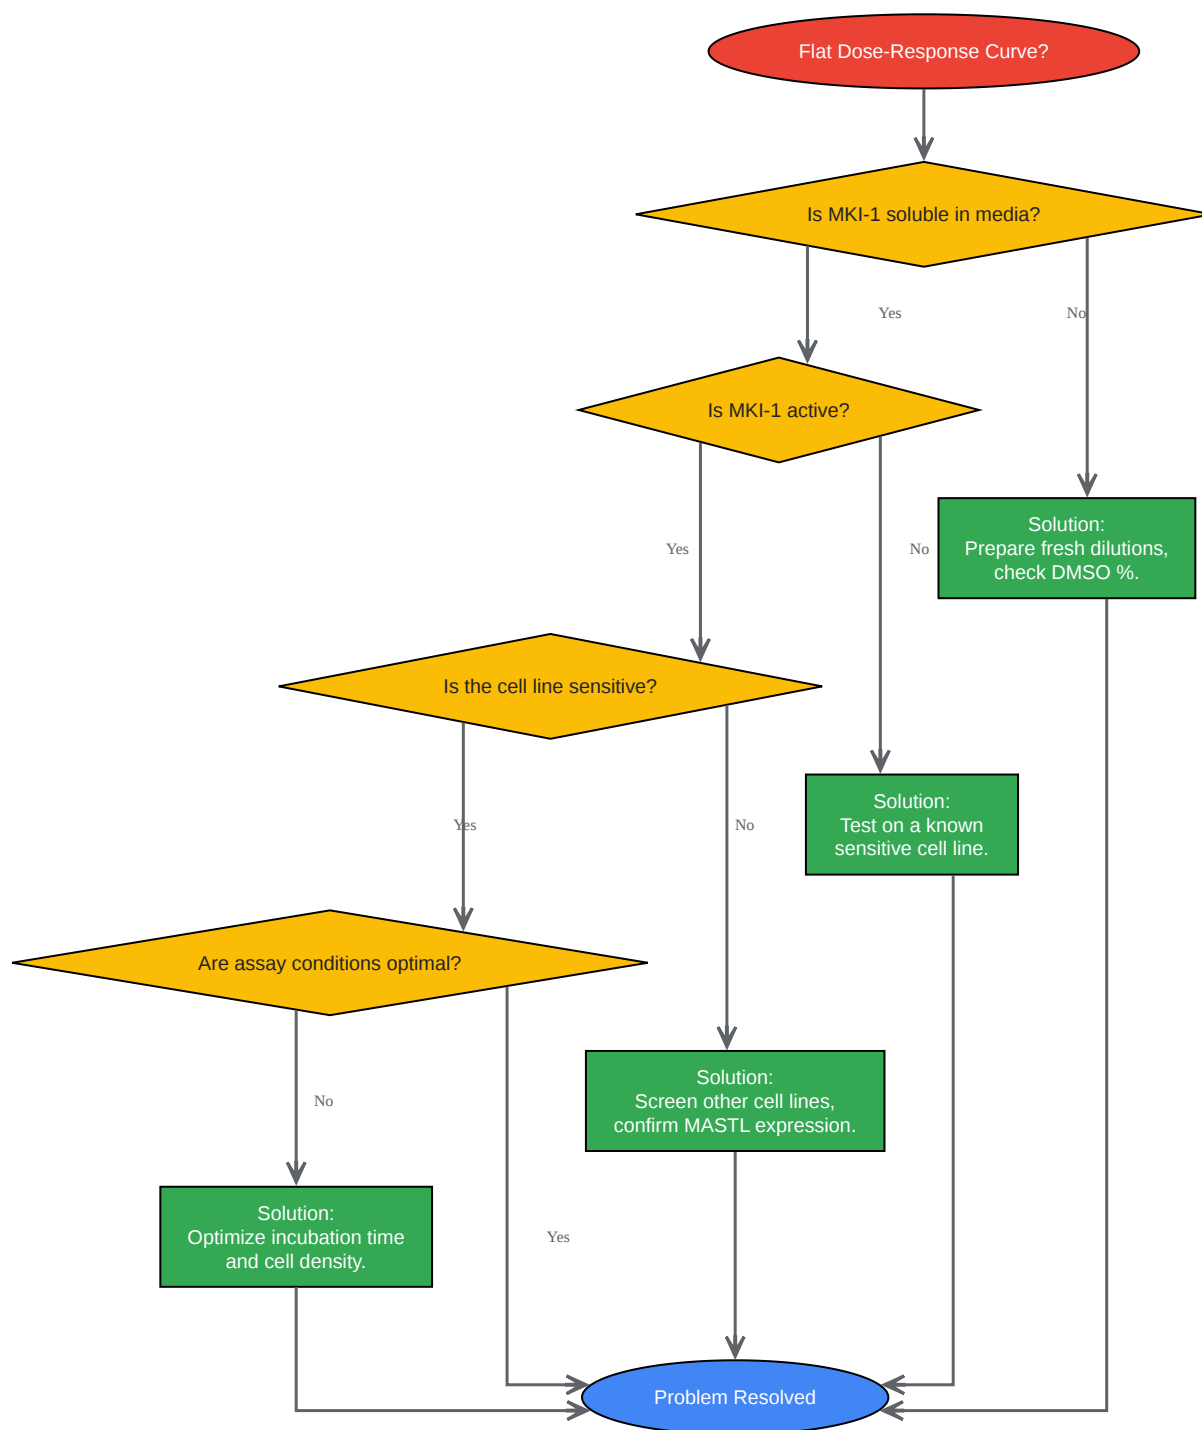 Flat Dose-Response Curve?
Is MKI-1 soluble in media?
Yes
No
Is MKI-1 active?
Yes
No
Solution:
Prepare fresh dilutions,
check DMSO %.
Is the cell line sensitive?
Yes
No
Solution:
Test on a known
sensitive cell line.
Are assay conditions optimal?
No
Solution:
Screen other cell lines,
confirm MASTL expression.
Solution:
Optimize incubation time
and cell density.
Yes
Problem Resolved